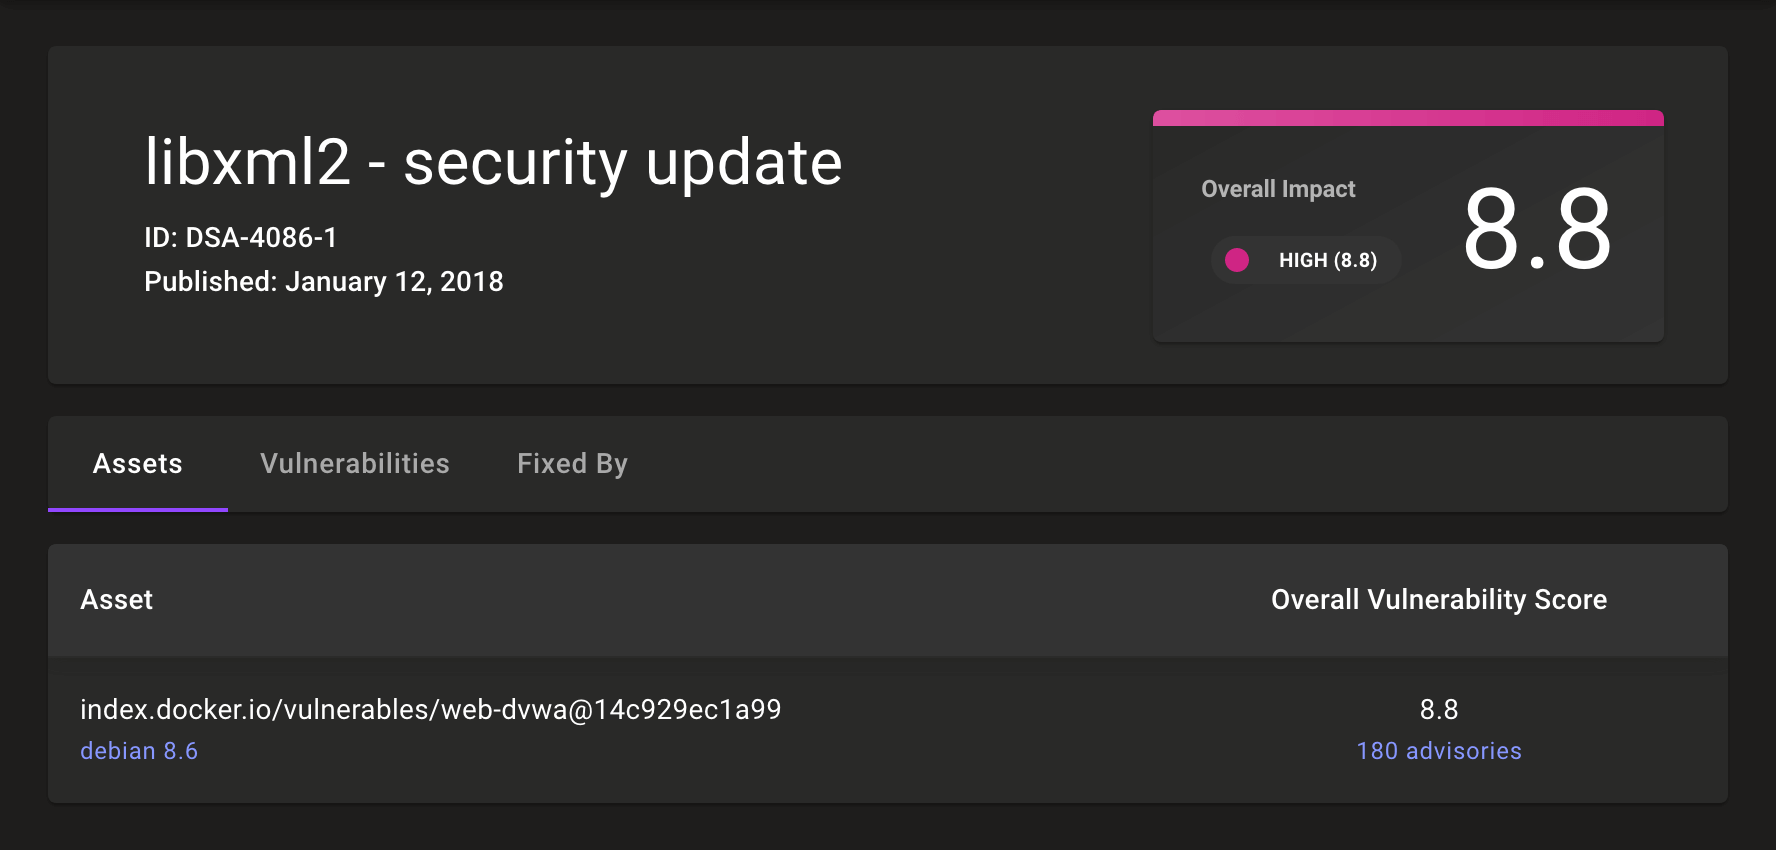 libxml2 - security update
ID: DSA-4086-1
Published: January 12, 2018
Overall Impact
HIGH (8.8)
8.8
Assets
Vulnerabilities
Fixed By
Asset
Overall Vulnerability Score
index.docker.io/vulnerables/web-dvwa@14c929ec1a99
8.8
debian 8.6
180 advisories